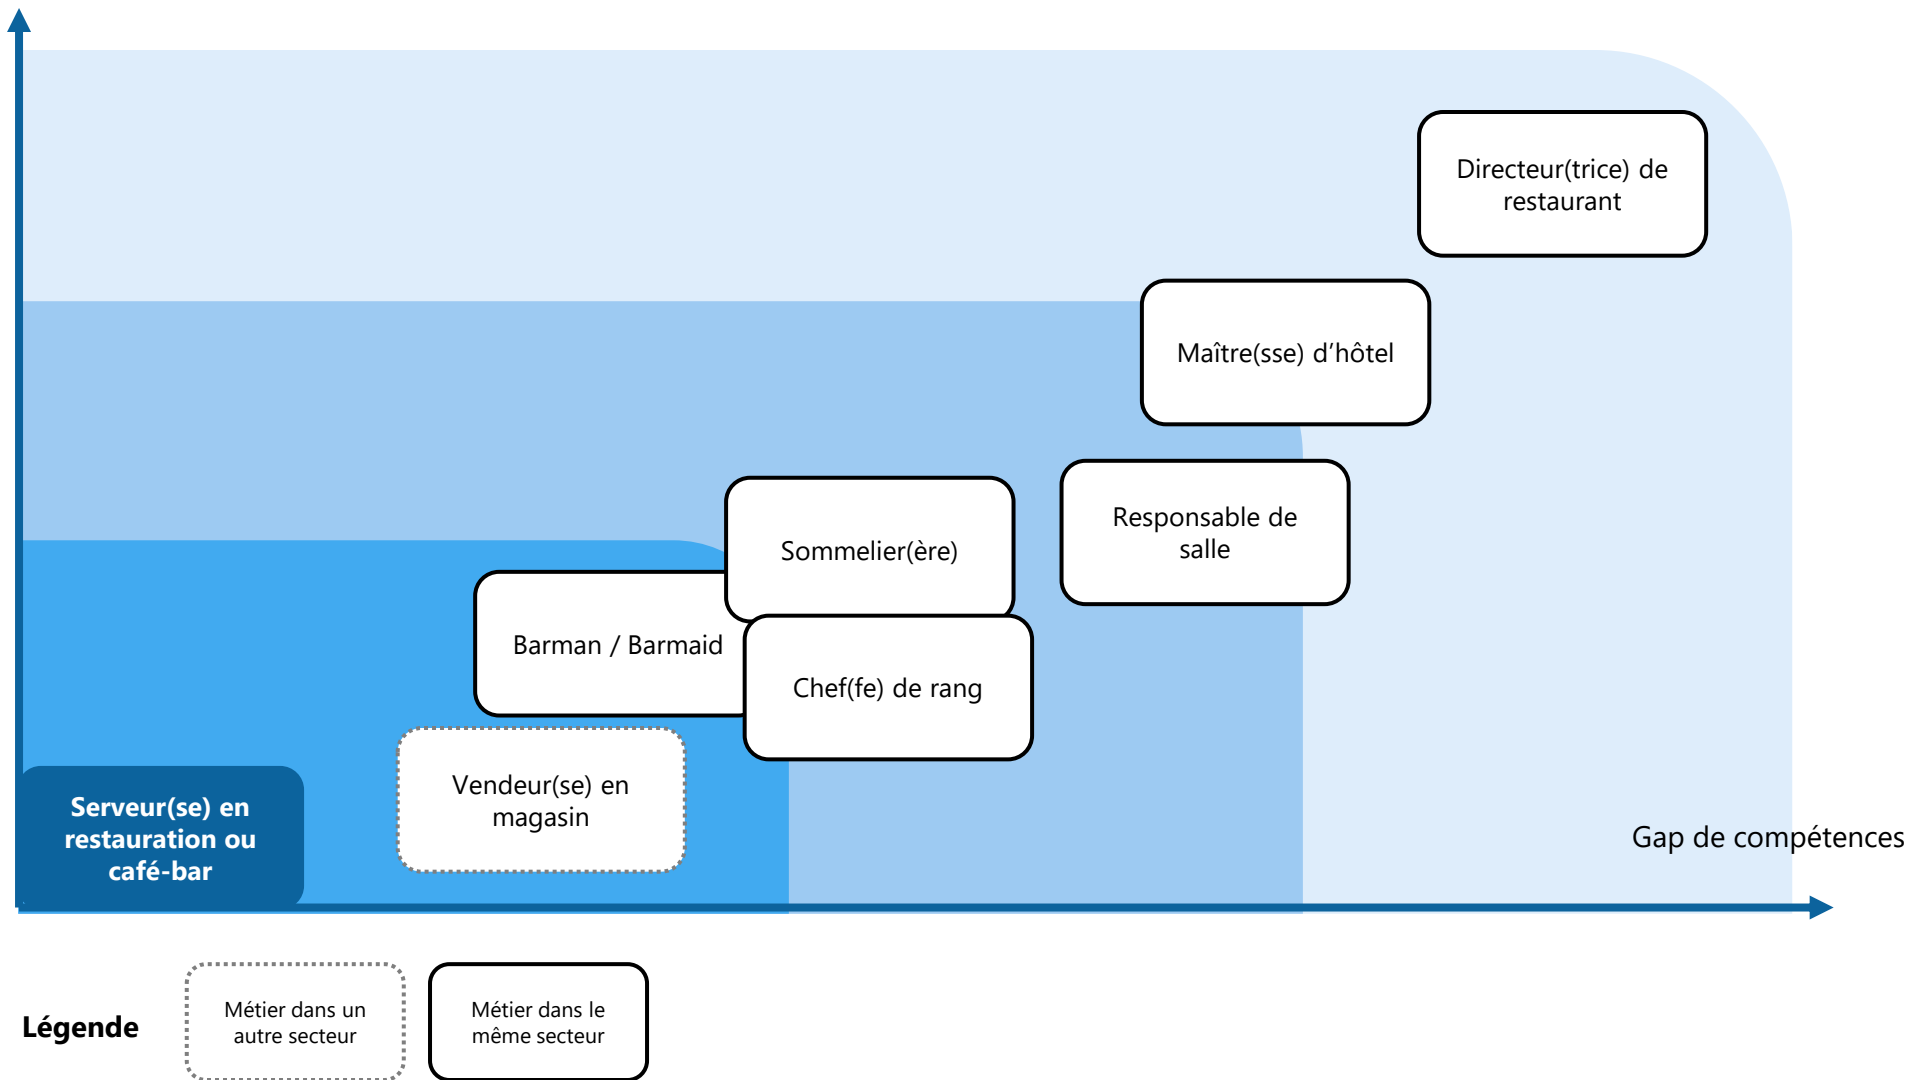 Directeur(trice) de
restaurant
Maître(sse) d’hôtel
Responsable de
salle
Sommelier(ère)
Barman / Barmaid
Chef(fe) de rang
Vendeur(se) en
magasin
Serveur(se) en
restauration ou
café-bar
Gap de compétences
Légende
Métier dans un
autre secteur
Métier dans le
même secteur